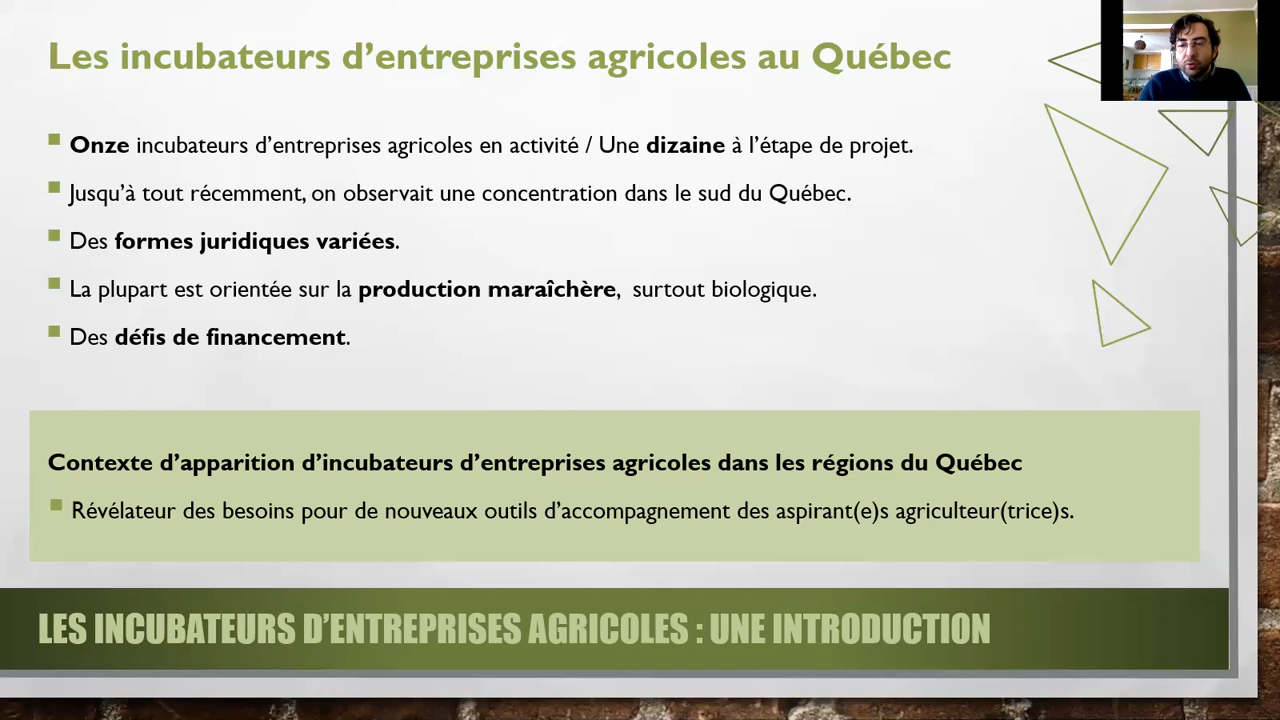 Les incubateurs d’entreprises agricoles au Québec
Onze incubateurs d’entreprises agricoles en activité / Une dizaine à l’étape de projet.
Jusqu’à tout récemment, on observait une concentration dans le sud du Québec.
Des formes juridiques variées.
La plupart est orientée sur la production maraîchère, surtout biologique.
Des défis de financement.
Contexte d’apparition d’incubateurs d’entreprises agricoles dans les régions du Québec
Révélateur des besoins pour de nouveaux outils d’accompagnement des aspirant(e)s agriculteur(trice)s.
LES INCUBATEURS D’ENTREPRISES AGRICOLES : UNE INTRODUCTION